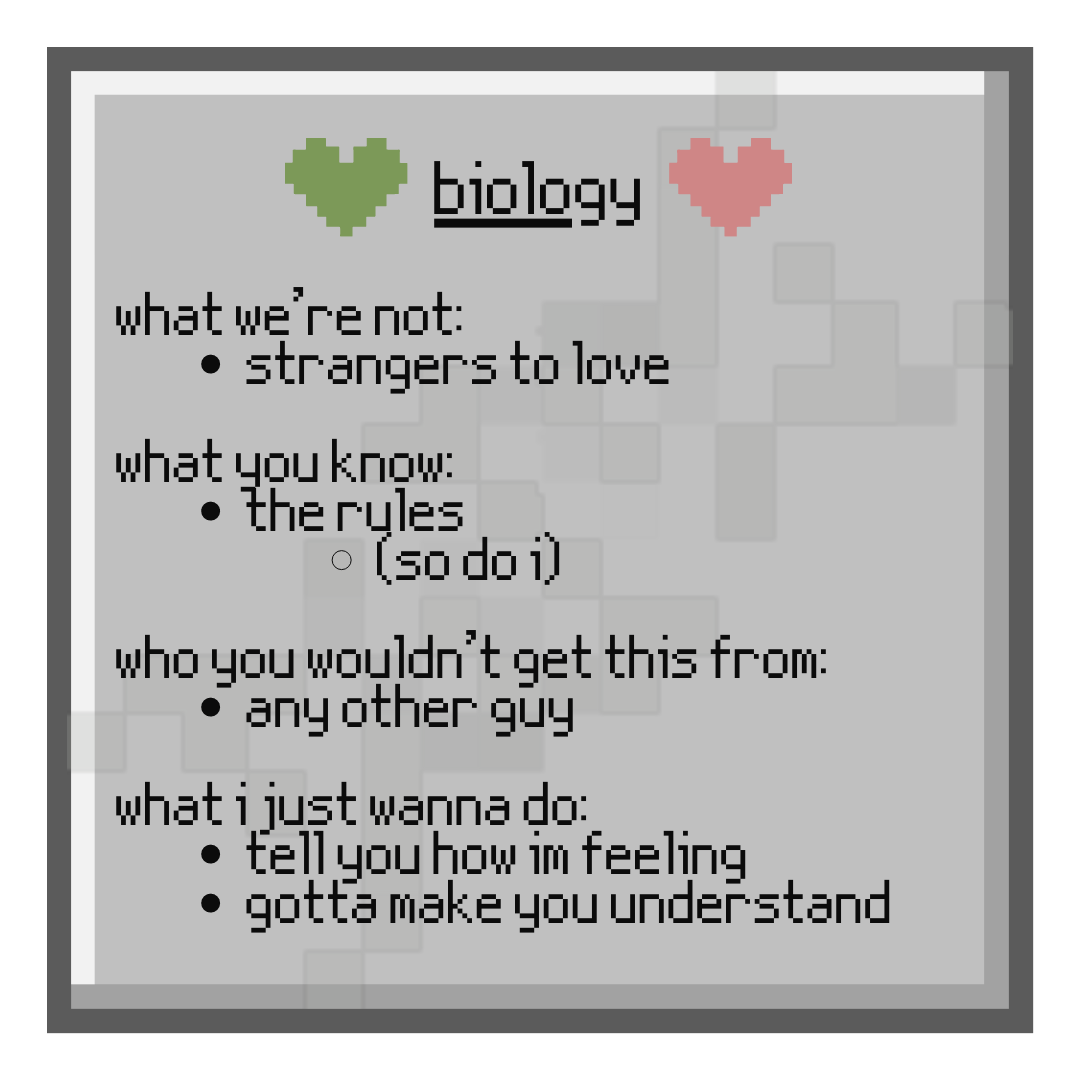 biology
what we're not:
• strangers to love
what you know:
• the rules
○ (so do i)
who you wouldn't get this from:
• any other guy
what i just wanna do:
• tell you how im feeling
• gotta make you understand